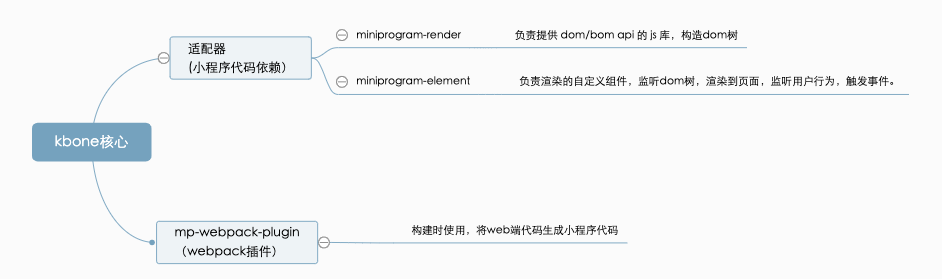 适配器
(小程序代码依赖）
miniprogram-render
负责提供 dom/bom api 的 js 库，构造dom树
miniprogram-element
负责渲染的自定义组件，监听dom树，渲染到页面，监听用户行为，触发事件。
kbone核心
mp-webpack-plugin
（webpack插件）
构建时使用，将web端代码生成小程序代码